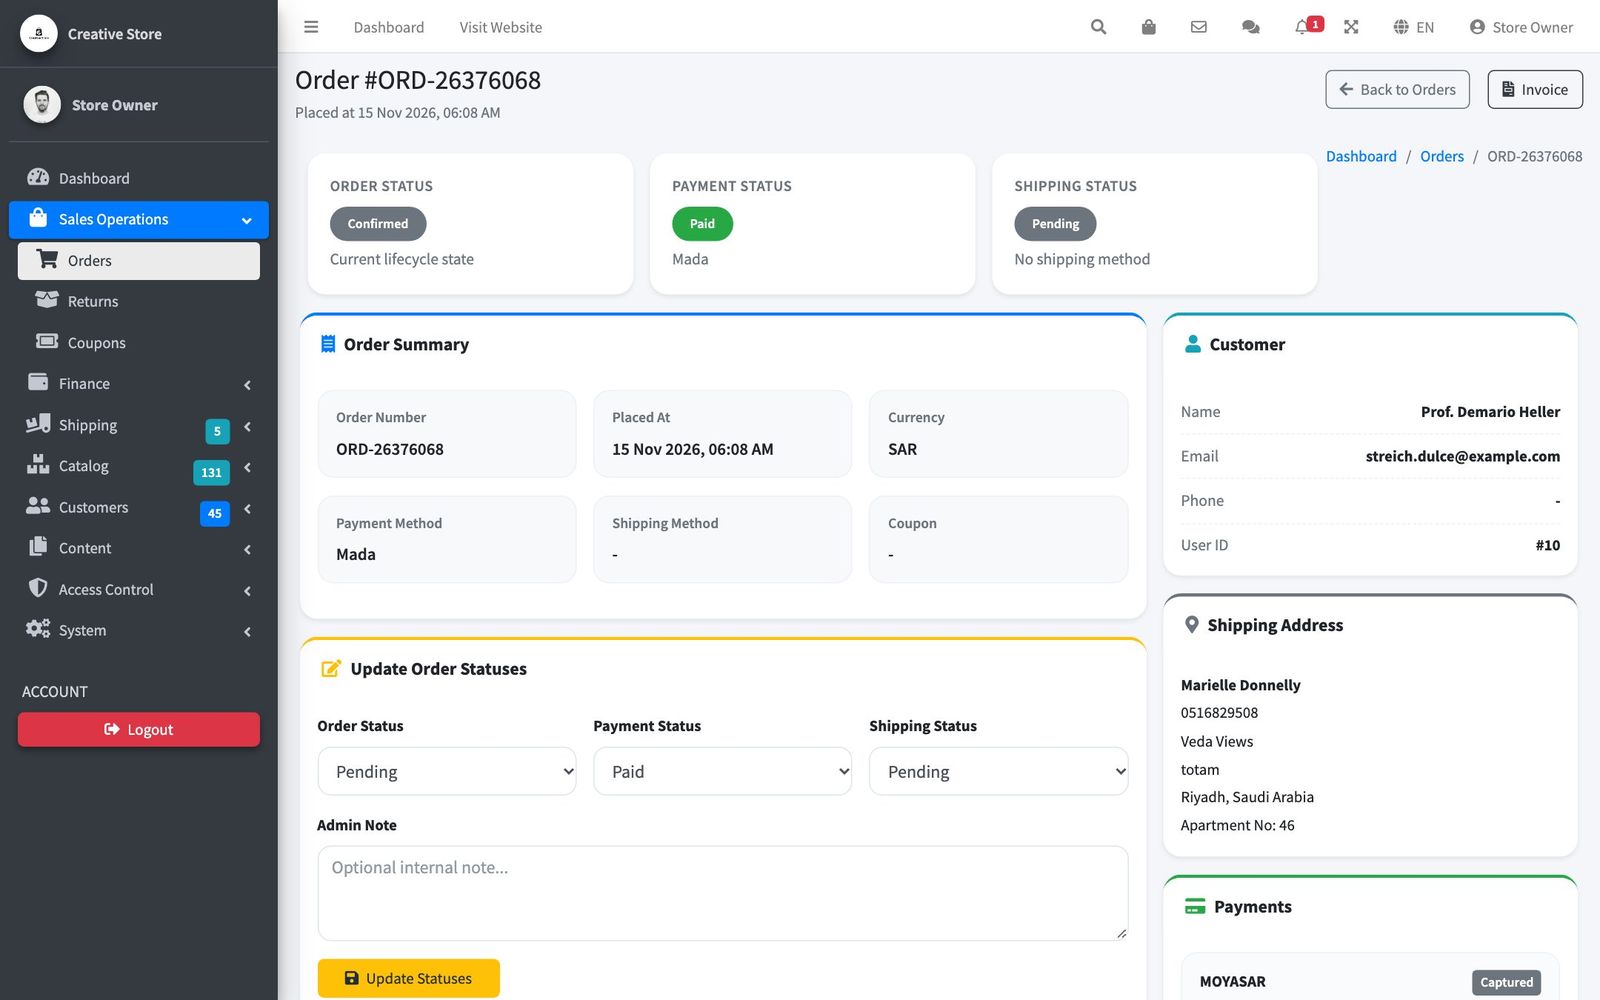 Creative Store
Store Owner
Dashboard
Sales Operations
Orders
Returns
Coupons
Finance
Shipping 5
Catalog 131
Customers 45
Content
Access Control
System
ACCOUNT
Logout
Dashboard Visit Website 1 EN Store Owner
Order #ORD-26376068
Placed at 15 Nov 2026, 06:08 AM
Back to Orders Invoice
Dashboard / Orders / ORD-26376068
ORDER STATUS
Confirmed
Current lifecycle state
PAYMENT STATUS
Paid
Mada
SHIPPING STATUS
Pending
No shipping method
Order Summary
Order Number
ORD-26376068
Placed At
15 Nov 2026, 06:08 AM
Currency
SAR
Payment Method
Mada
Shipping Method
-
Coupon
-
Update Order Statuses
Order Status
Pending
Payment Status
Paid
Shipping Status
Pending
Admin Note
Optional internal note...
Update Statuses
Customer
Name Prof. Demario Heller
Email streich.dulce@example.com
Phone -
User ID #10
Shipping Address
Marielle Donnelly
0516829508
Veda Views
totam
Riyadh, Saudi Arabia
Apartment No: 46
Payments
MOYASAR Captured